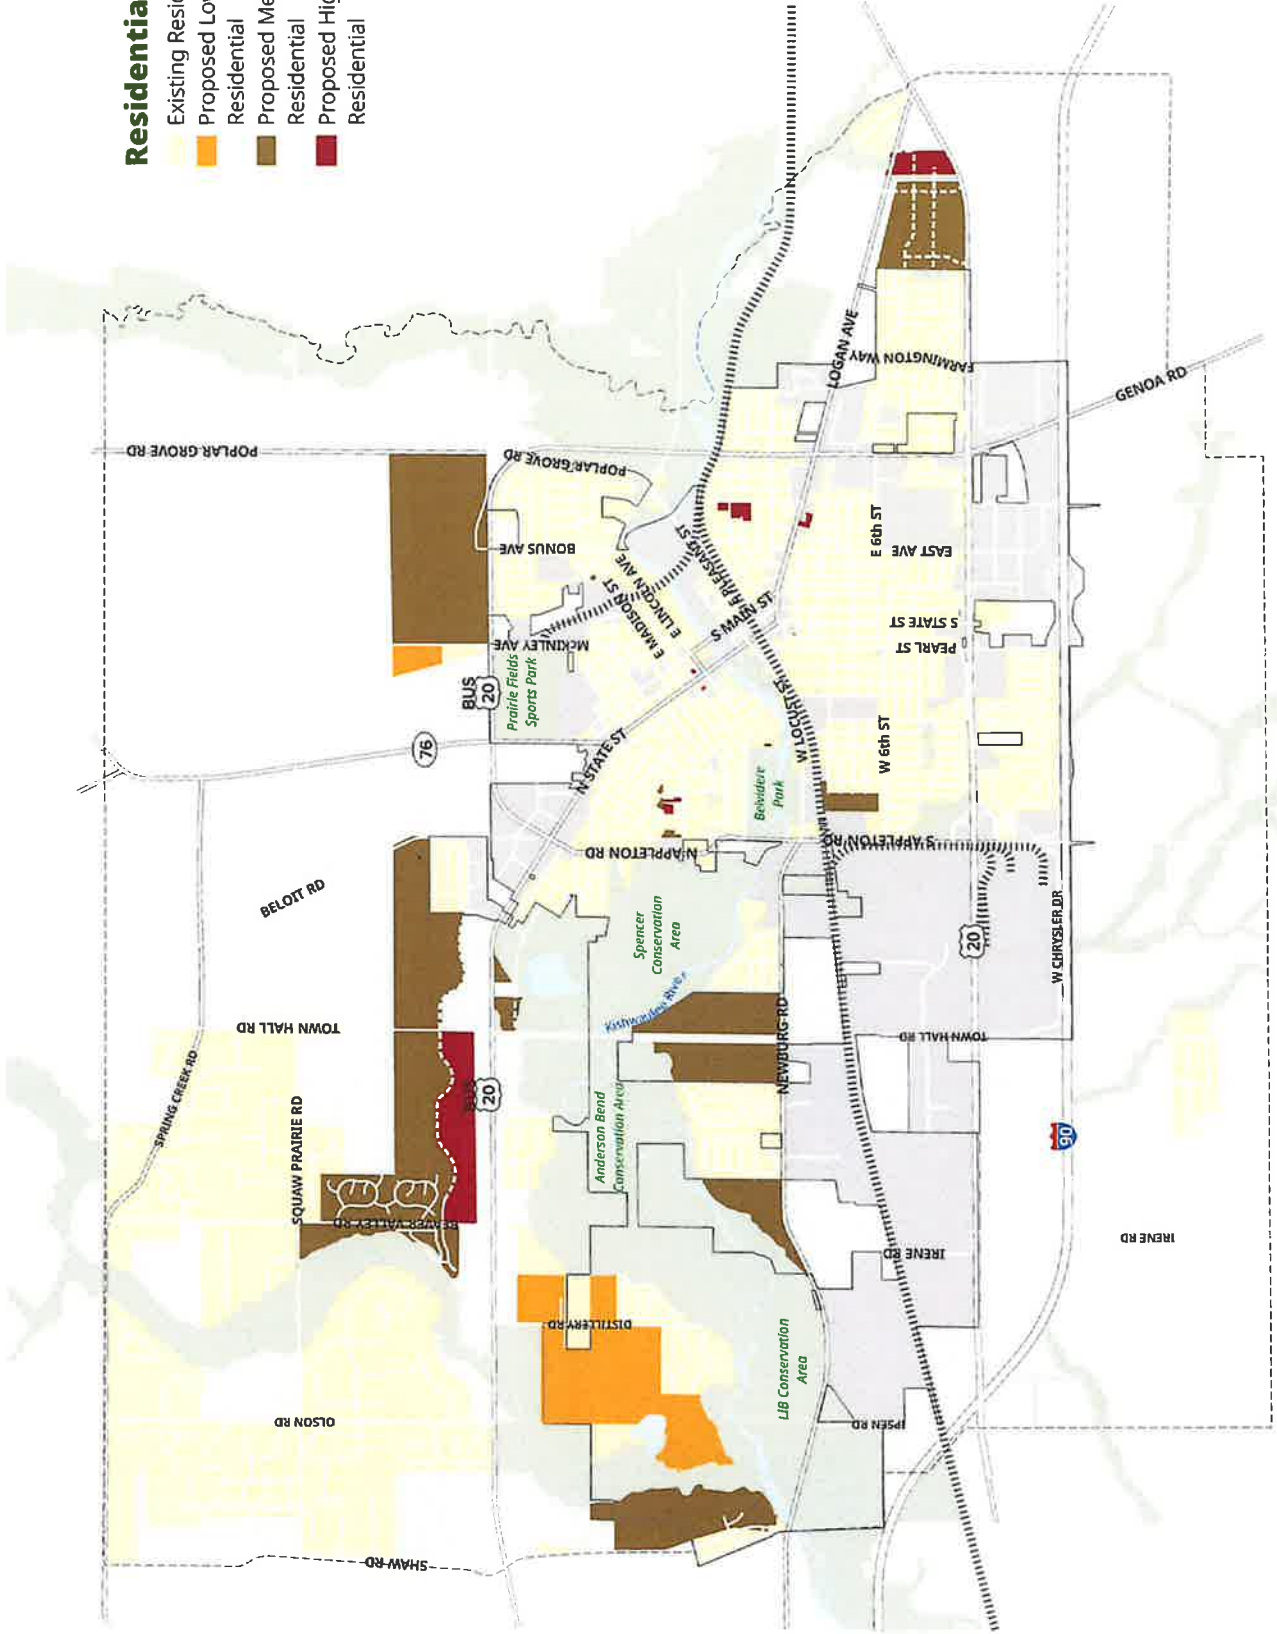 Residentia
Existing Resid
Proposed Lov
Residential
Proposed Me
Residential
Proposed Hig
Residential
POPLAR GROVE RD
POPLAR GROVE RD
BONUS AVE
McKINLEY AVE
E MADISON ST
E LINCOLN AVE
PLEASANT ST
S MAIN ST
LOGAN AVE
FARMINGTON WAY
GENOA RD
E 6th ST
EAST AVE
S STATE ST
PEARL ST
BUS
20
Prairie Fields
Sports Park
76
N STATE ST
W LOCUST ST
W 6th ST
Belvidere
Park
BELOIT RD
N APPLETON RD
S APPLETON RD
Spencer
Conservation
Area
20
W CHRYSLER DR
Kishwaukee River
TOWN HALL RD
NEWBURG RD
TOWN HALL RD
SPRING CREEK RD
SQUAW PRAIRIE RD
BUS
20
Anderson Bend
Conservation Area
90
BEAVER VALLEY RD
IRENE RD
IRENE RD
DISTILLERY RD
LIB Conservation
Area
OLSON RD
IPSEN RD
SHAW RD